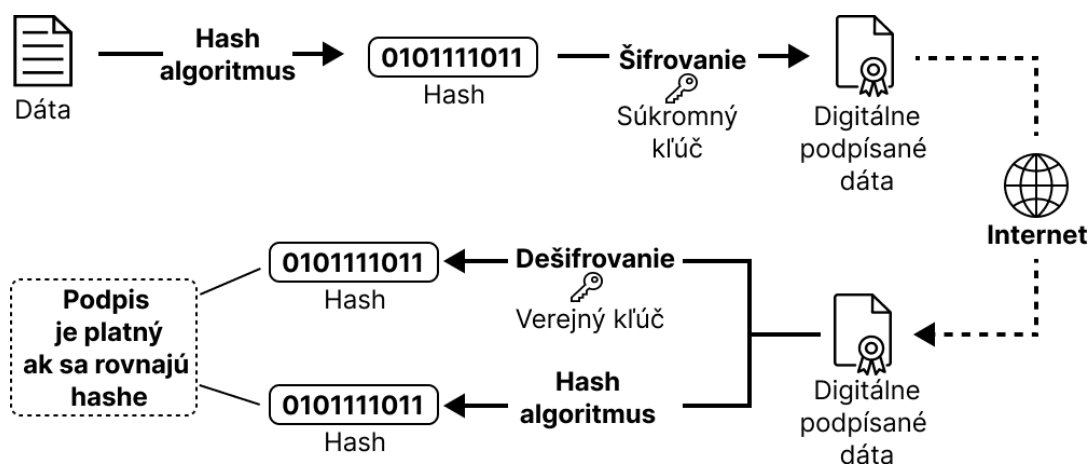 Dáta
Hash
algoritmus
0101111011
Hash
Šifrovanie
Súkromný
kľúč
Digitálne
podpísané
dáta
Internet
Digitálne
podpísané
dáta
Dešifrovanie
Verejný kľúč
0101111011
Hash
Hash
algoritmus
0101111011
Hash
Podpis
je platný
ak sa rovnajú
hashe